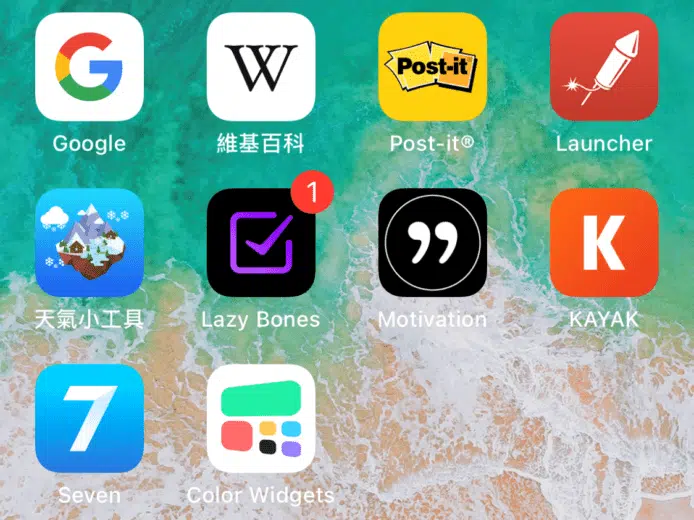 G
W
Post-it
Google
維基百科
Post-it®
Launcher
1
K
天氣小工具
Lazy Bones
Motivation
KAYAK
7
Seven
Color Widgets